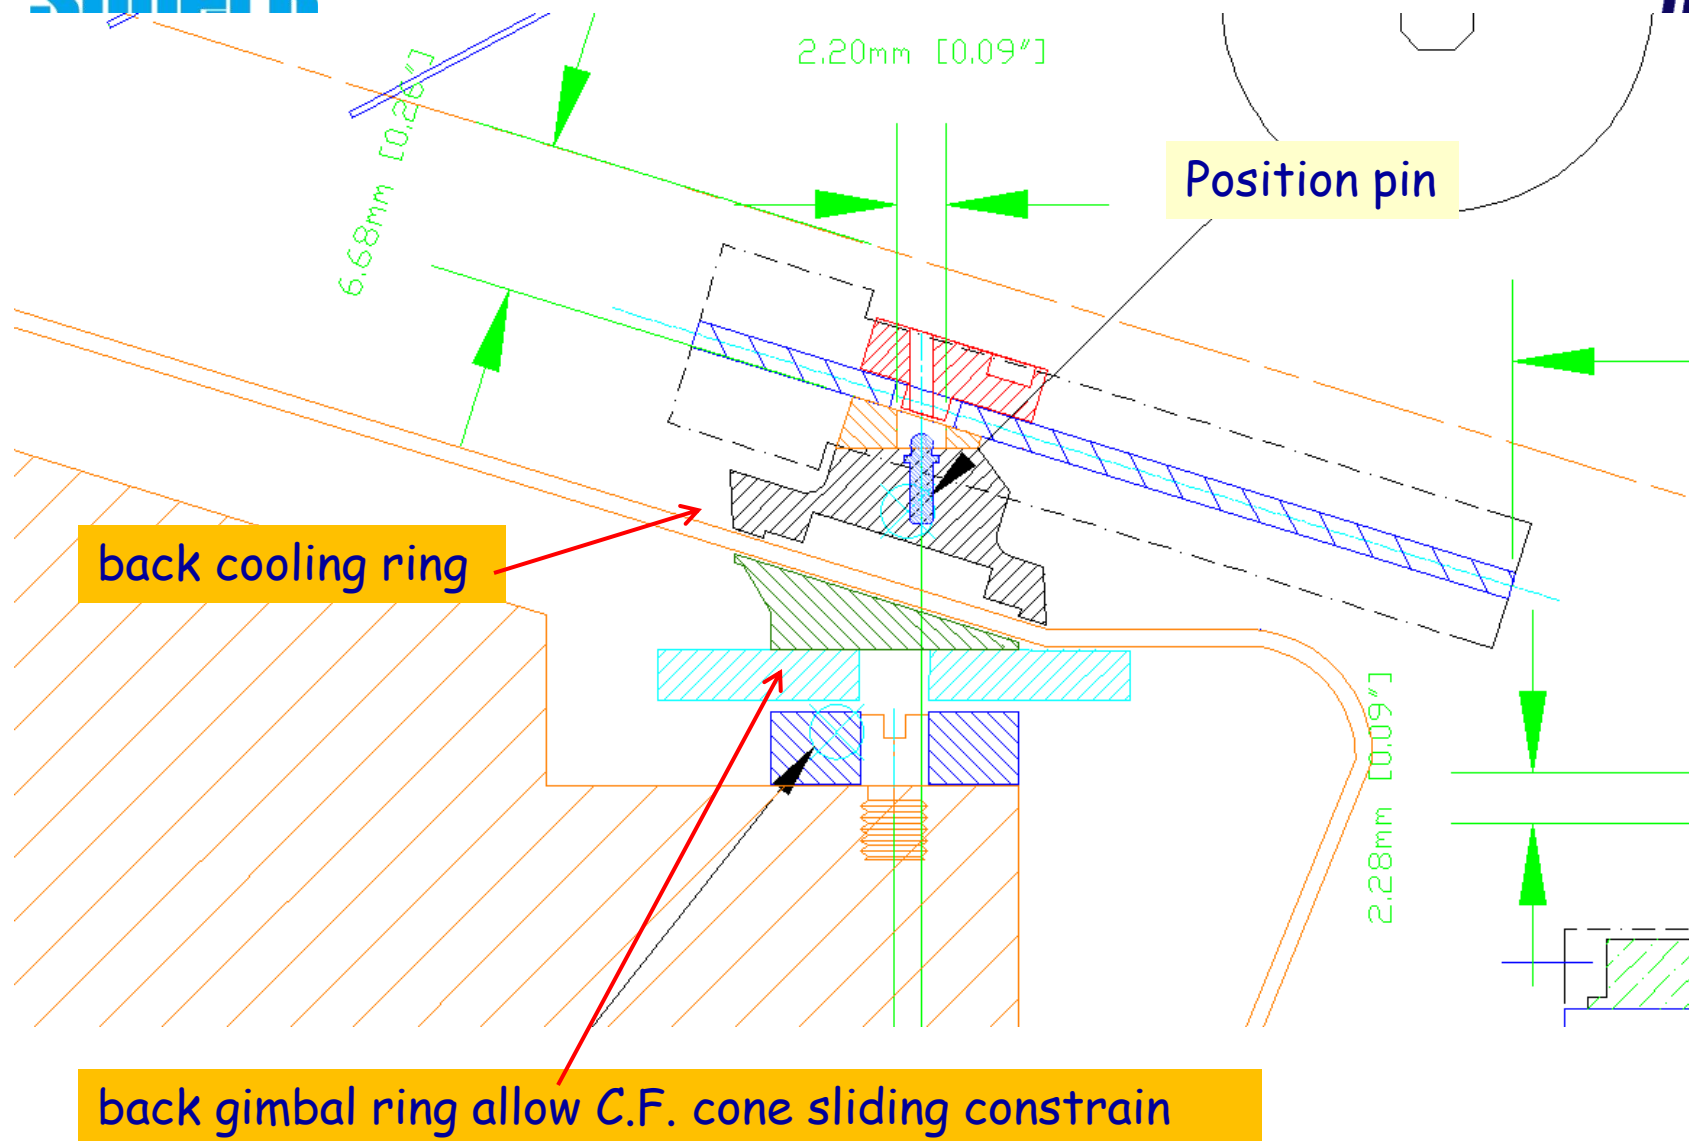 2.20mm [0.09"]
6.68mm [0.26"]
Position pin
back cooling ring
2.28mm [0.09"]
back gimbal ring allow C.F. cone sliding constrain